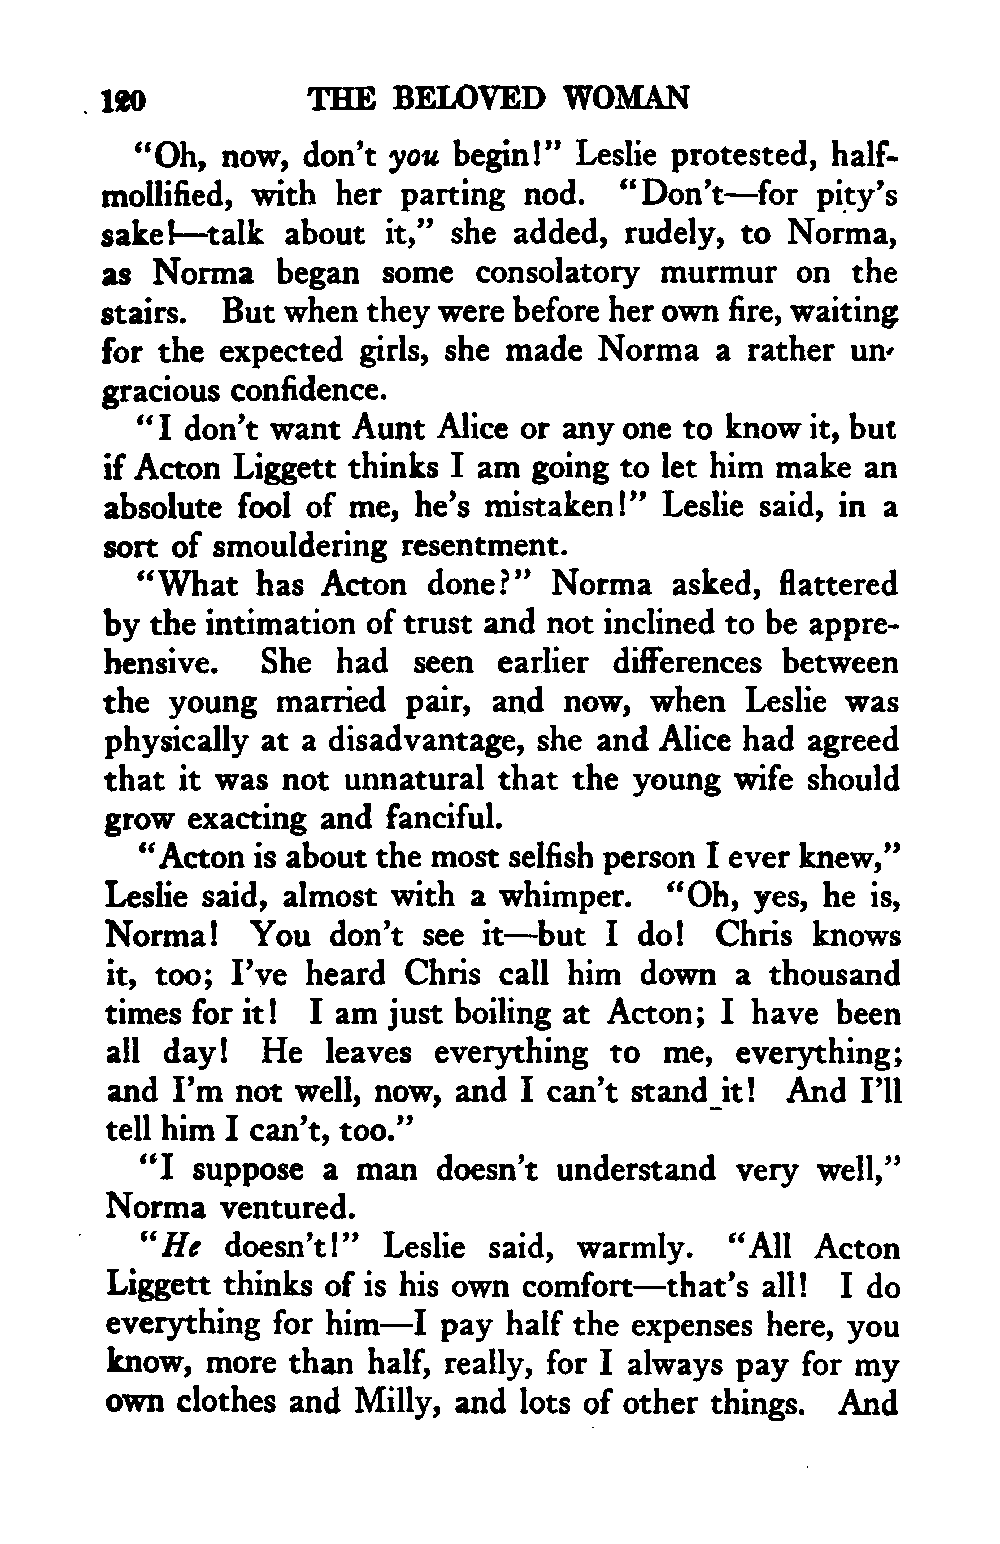 120 THE BELOVED WOMAN
"Oh, now, don't you begin!" Leslie protested, half-
mollified, with her parting nod. "Don't—for pity's
sake!—talk about it," she added, rudely, to Norma,
as Norma began some consolatory murmur on the
stairs. But when they were before her own fire, waiting
for the expected girls, she made Norma a rather un-
gracious confidence.
"I don't want Aunt Alice or any one to know it, but
if Acton Liggett thinks I am going to let him make an
absolute fool of me, he's mistaken!" Leslie said, in a
sort of smouldering resentment.
"What has Acton done?" Norma asked, flattered
by the intimation of trust and not inclined to be appre-
hensive. She had seen earlier differences between
the young married pair, and now, when Leslie was
physically at a disadvantage, she and Alice had agreed
that it was not unnatural that the young wife should
grow exacting and fanciful.
"Acton is about the most selfish person I ever knew,"
Leslie said, almost with a whimper. "Oh, yes, he is,
Norma! You don't see it—but I do! Chris knows
it, too; I've heard Chris call him down a thousand
times for it! I am just boiling at Acton; I have been
all day! He leaves everything to me, everything;
and I'm not well, now, and I can't stand it! And I'll
tell him I can't, too."
"I suppose a man doesn't understand very well,"
Norma ventured.
"He doesn't!" Leslie said, warmly. "All Acton
Liggett thinks of is his own comfort—that's all! I do
everything for him—I pay half the expenses here, you
know, more than half, really, for I always pay for my
own clothes and Milly, and lots of other things. And